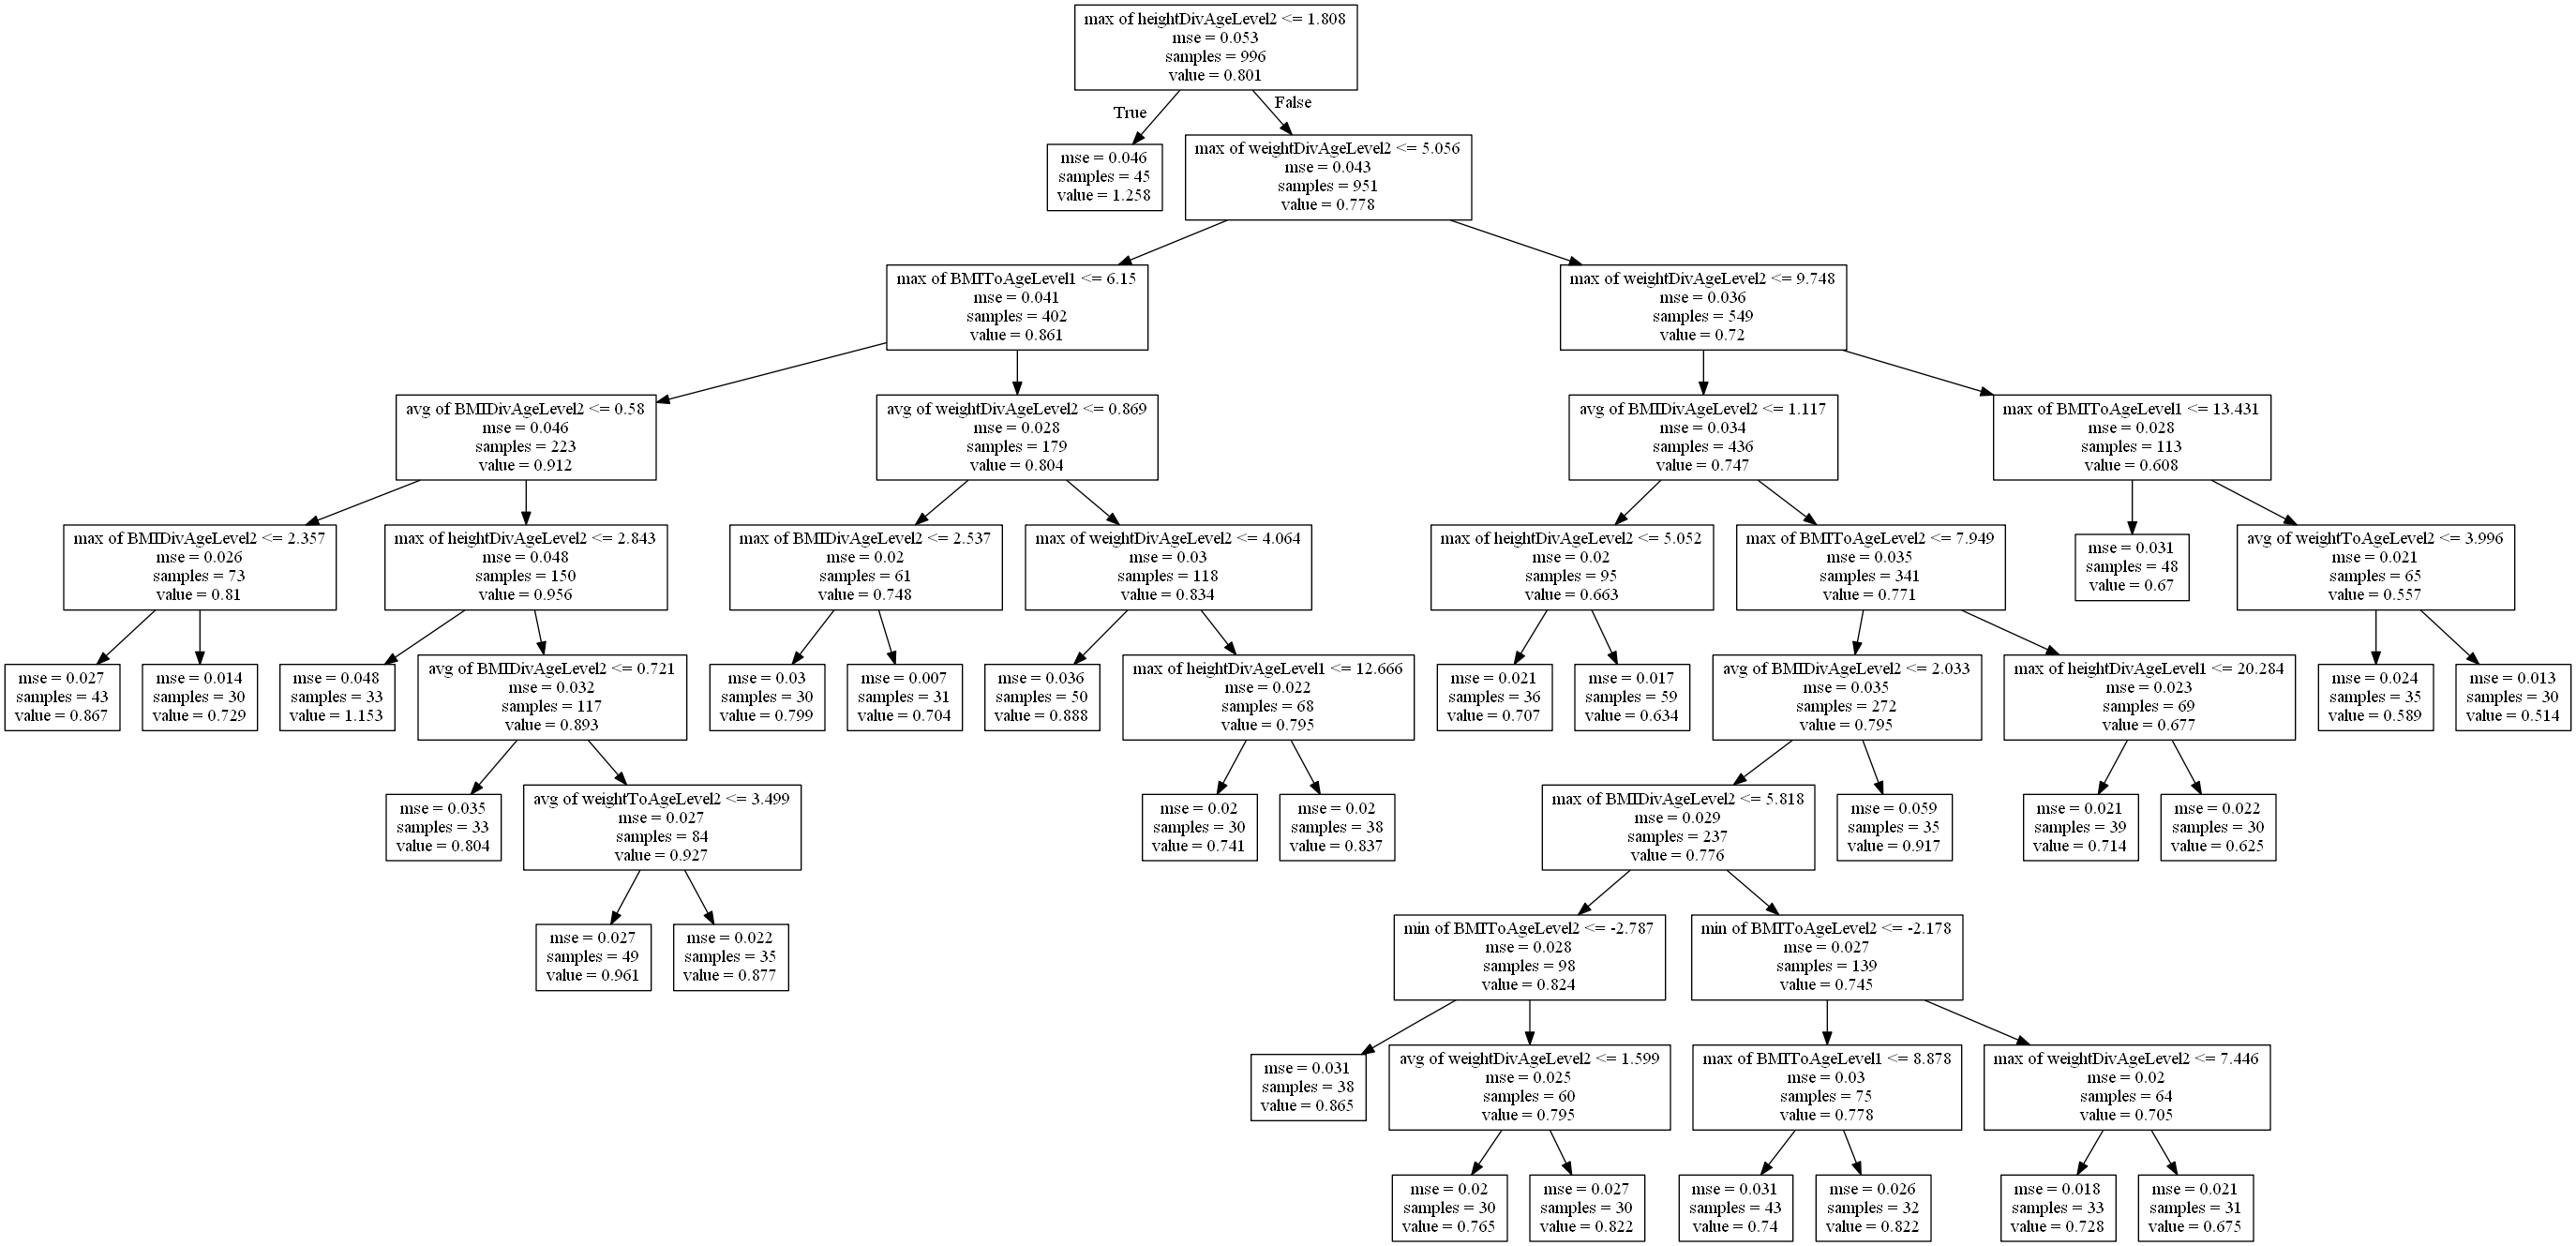 max of heightDivAgeLevel2 <= 1.808
mse = 0.053
samples = 996
value = 0.801
True
False
mse = 0.046
samples = 45
value = 1.258
max of weightDivAgeLevel2 <= 5.056
mse = 0.043
samples = 951
value = 0.778
max of BMIToAgeLevel1 <= 6.15
mse = 0.041
samples = 402
value = 0.861
max of weightDivAgeLevel2 <= 9.748
mse = 0.036
samples = 549
value = 0.72
avg of BMIDivAgeLevel2 <= 0.58
mse = 0.046
samples = 223
value = 0.912
avg of weightDivAgeLevel2 <= 0.869
mse = 0.028
samples = 179
value = 0.804
avg of BMIDivAgeLevel2 <= 1.117
mse = 0.034
samples = 436
value = 0.747
max of BMIToAgeLevel1 <= 13.431
mse = 0.028
samples = 113
value = 0.608
max of BMIDivAgeLevel2 <= 2.357
mse = 0.026
samples = 73
value = 0.81
max of heightDivAgeLevel2 <= 2.843
mse = 0.048
samples = 150
value = 0.956
max of BMIDivAgeLevel2 <= 2.537
mse = 0.02
samples = 61
value = 0.748
max of weightDivAgeLevel2 <= 4.064
mse = 0.03
samples = 118
value = 0.834
max of heightDivAgeLevel2 <= 5.052
mse = 0.02
samples = 95
value = 0.663
max of BMIToAgeLevel2 <= 7.949
mse = 0.035
samples = 341
value = 0.771
mse = 0.031
samples = 48
value = 0.67
avg of weightToAgeLevel2 <= 3.996
mse = 0.021
samples = 65
value = 0.557
mse = 0.027
samples = 43
value = 0.867
mse = 0.014
samples = 30
value = 0.729
mse = 0.048
samples = 33
value = 1.153
avg of BMIDivAgeLevel2 <= 0.721
mse = 0.032
samples = 117
value = 0.893
mse = 0.03
samples = 30
value = 0.799
mse = 0.007
samples = 31
value = 0.704
mse = 0.036
samples = 50
value = 0.888
max of heightDivAgeLevel1 <= 12.666
mse = 0.022
samples = 68
value = 0.795
mse = 0.021
samples = 36
value = 0.707
mse = 0.017
samples = 59
value = 0.634
avg of BMIDivAgeLevel2 <= 2.033
mse = 0.035
samples = 272
value = 0.795
max of heightDivAgeLevel1 <= 20.284
mse = 0.023
samples = 69
value = 0.677
mse = 0.024
samples = 35
value = 0.589
mse = 0.013
samples = 30
value = 0.514
mse = 0.035
samples = 33
value = 0.804
avg of weightToAgeLevel2 <= 3.499
mse = 0.027
samples = 84
value = 0.927
mse = 0.02
samples = 30
value = 0.741
mse = 0.02
samples = 38
value = 0.837
max of BMIDivAgeLevel2 <= 5.818
mse = 0.029
samples = 237
value = 0.776
mse = 0.059
samples = 35
value = 0.917
mse = 0.021
samples = 39
value = 0.714
mse = 0.022
samples = 30
value = 0.625
mse = 0.027
samples = 49
value = 0.961
mse = 0.022
samples = 35
value = 0.877
min of BMIToAgeLevel2 <= -2.787
mse = 0.028
samples = 98
value = 0.824
min of BMIToAgeLevel2 <= -2.178
mse = 0.027
samples = 139
value = 0.745
mse = 0.031
samples = 38
value = 0.865
avg of weightDivAgeLevel2 <= 1.599
mse = 0.025
samples = 60
value = 0.795
max of BMIToAgeLevel1 <= 8.878
mse = 0.03
samples = 75
value = 0.778
max of weightDivAgeLevel2 <= 7.446
mse = 0.02
samples = 64
value = 0.705
mse = 0.02
samples = 30
value = 0.765
mse = 0.027
samples = 30
value = 0.822
mse = 0.031
samples = 43
value = 0.74
mse = 0.026
samples = 32
value = 0.822
mse = 0.018
samples = 33
value = 0.728
mse = 0.021
samples = 31
value = 0.675